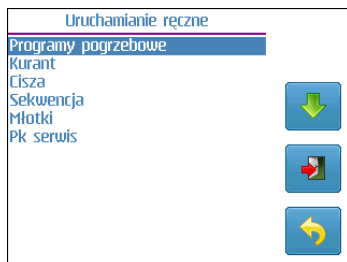 Uruchamianie ręczne
Programy pogrzebowe
Kurant
Cisza
Sekwencja
Młotki
Pk serwis